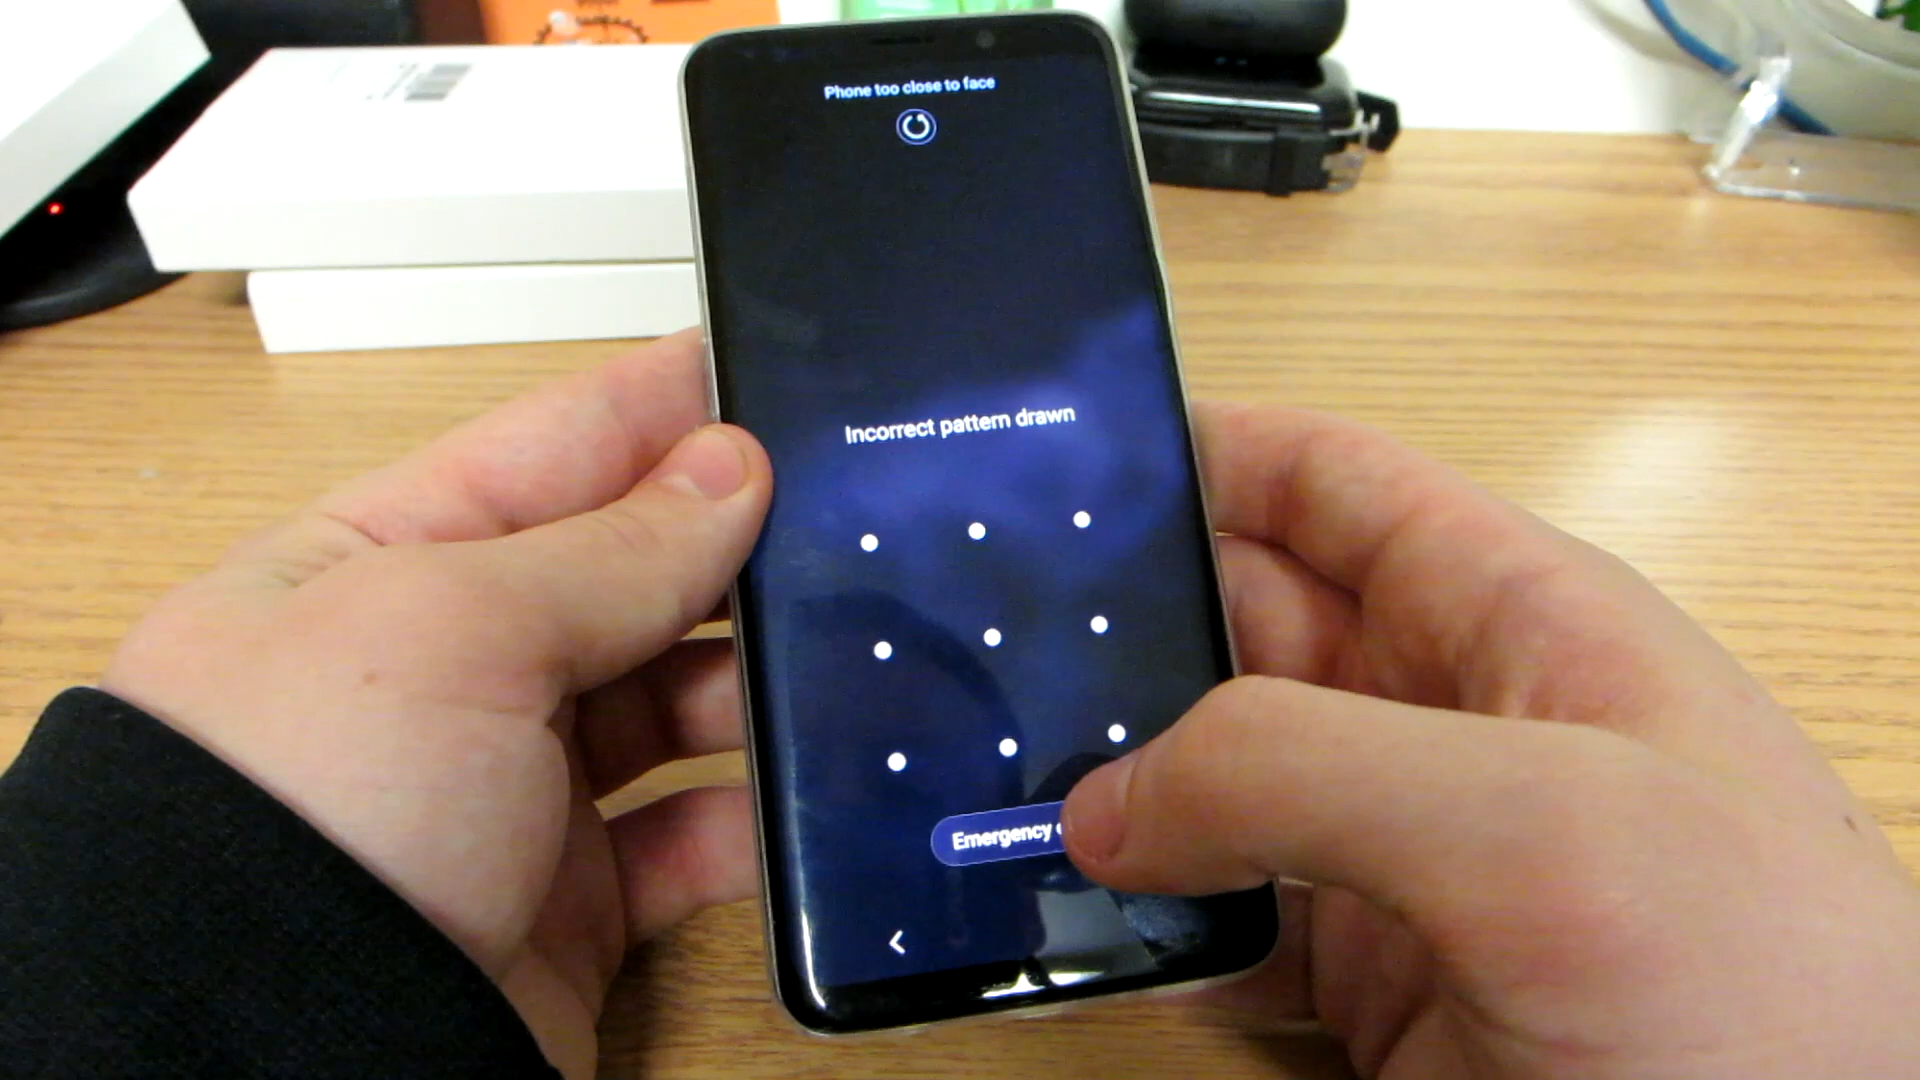 Phone too close to face
Incorrect pattern drawn
Emergency